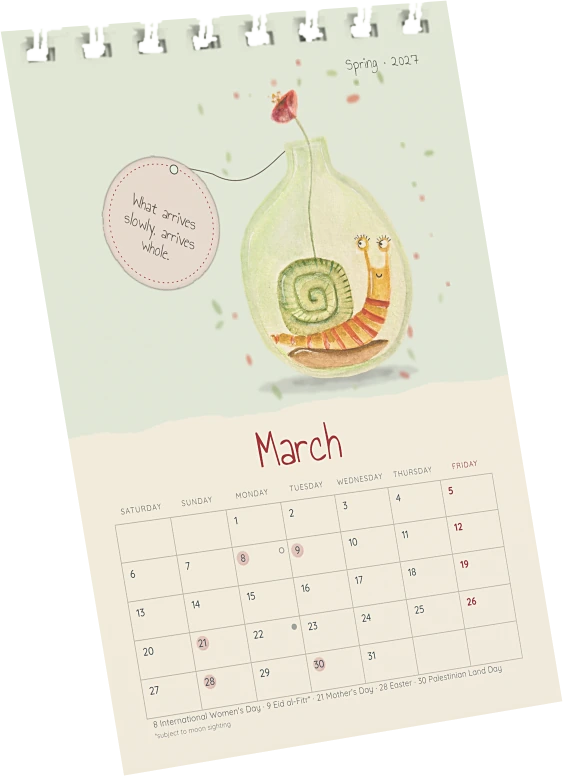 Spring · 2027
What arrives
slowly, arrives
whole.
March
SATURDAY SUNDAY MONDAY TUESDAY WEDNESDAY THURSDAY FRIDAY
1 2 3 4 5
6 7 8 9 10 11 12
13 14 15 16 17 18 19
20 21 22 23 24 25 26
27 28 29 30 31
8 International Women's Day · 9 Eid al-Fitr* · 21 Mother's Day · 28 Easter · 30 Palestinian Land Day
*subject to moon sighting